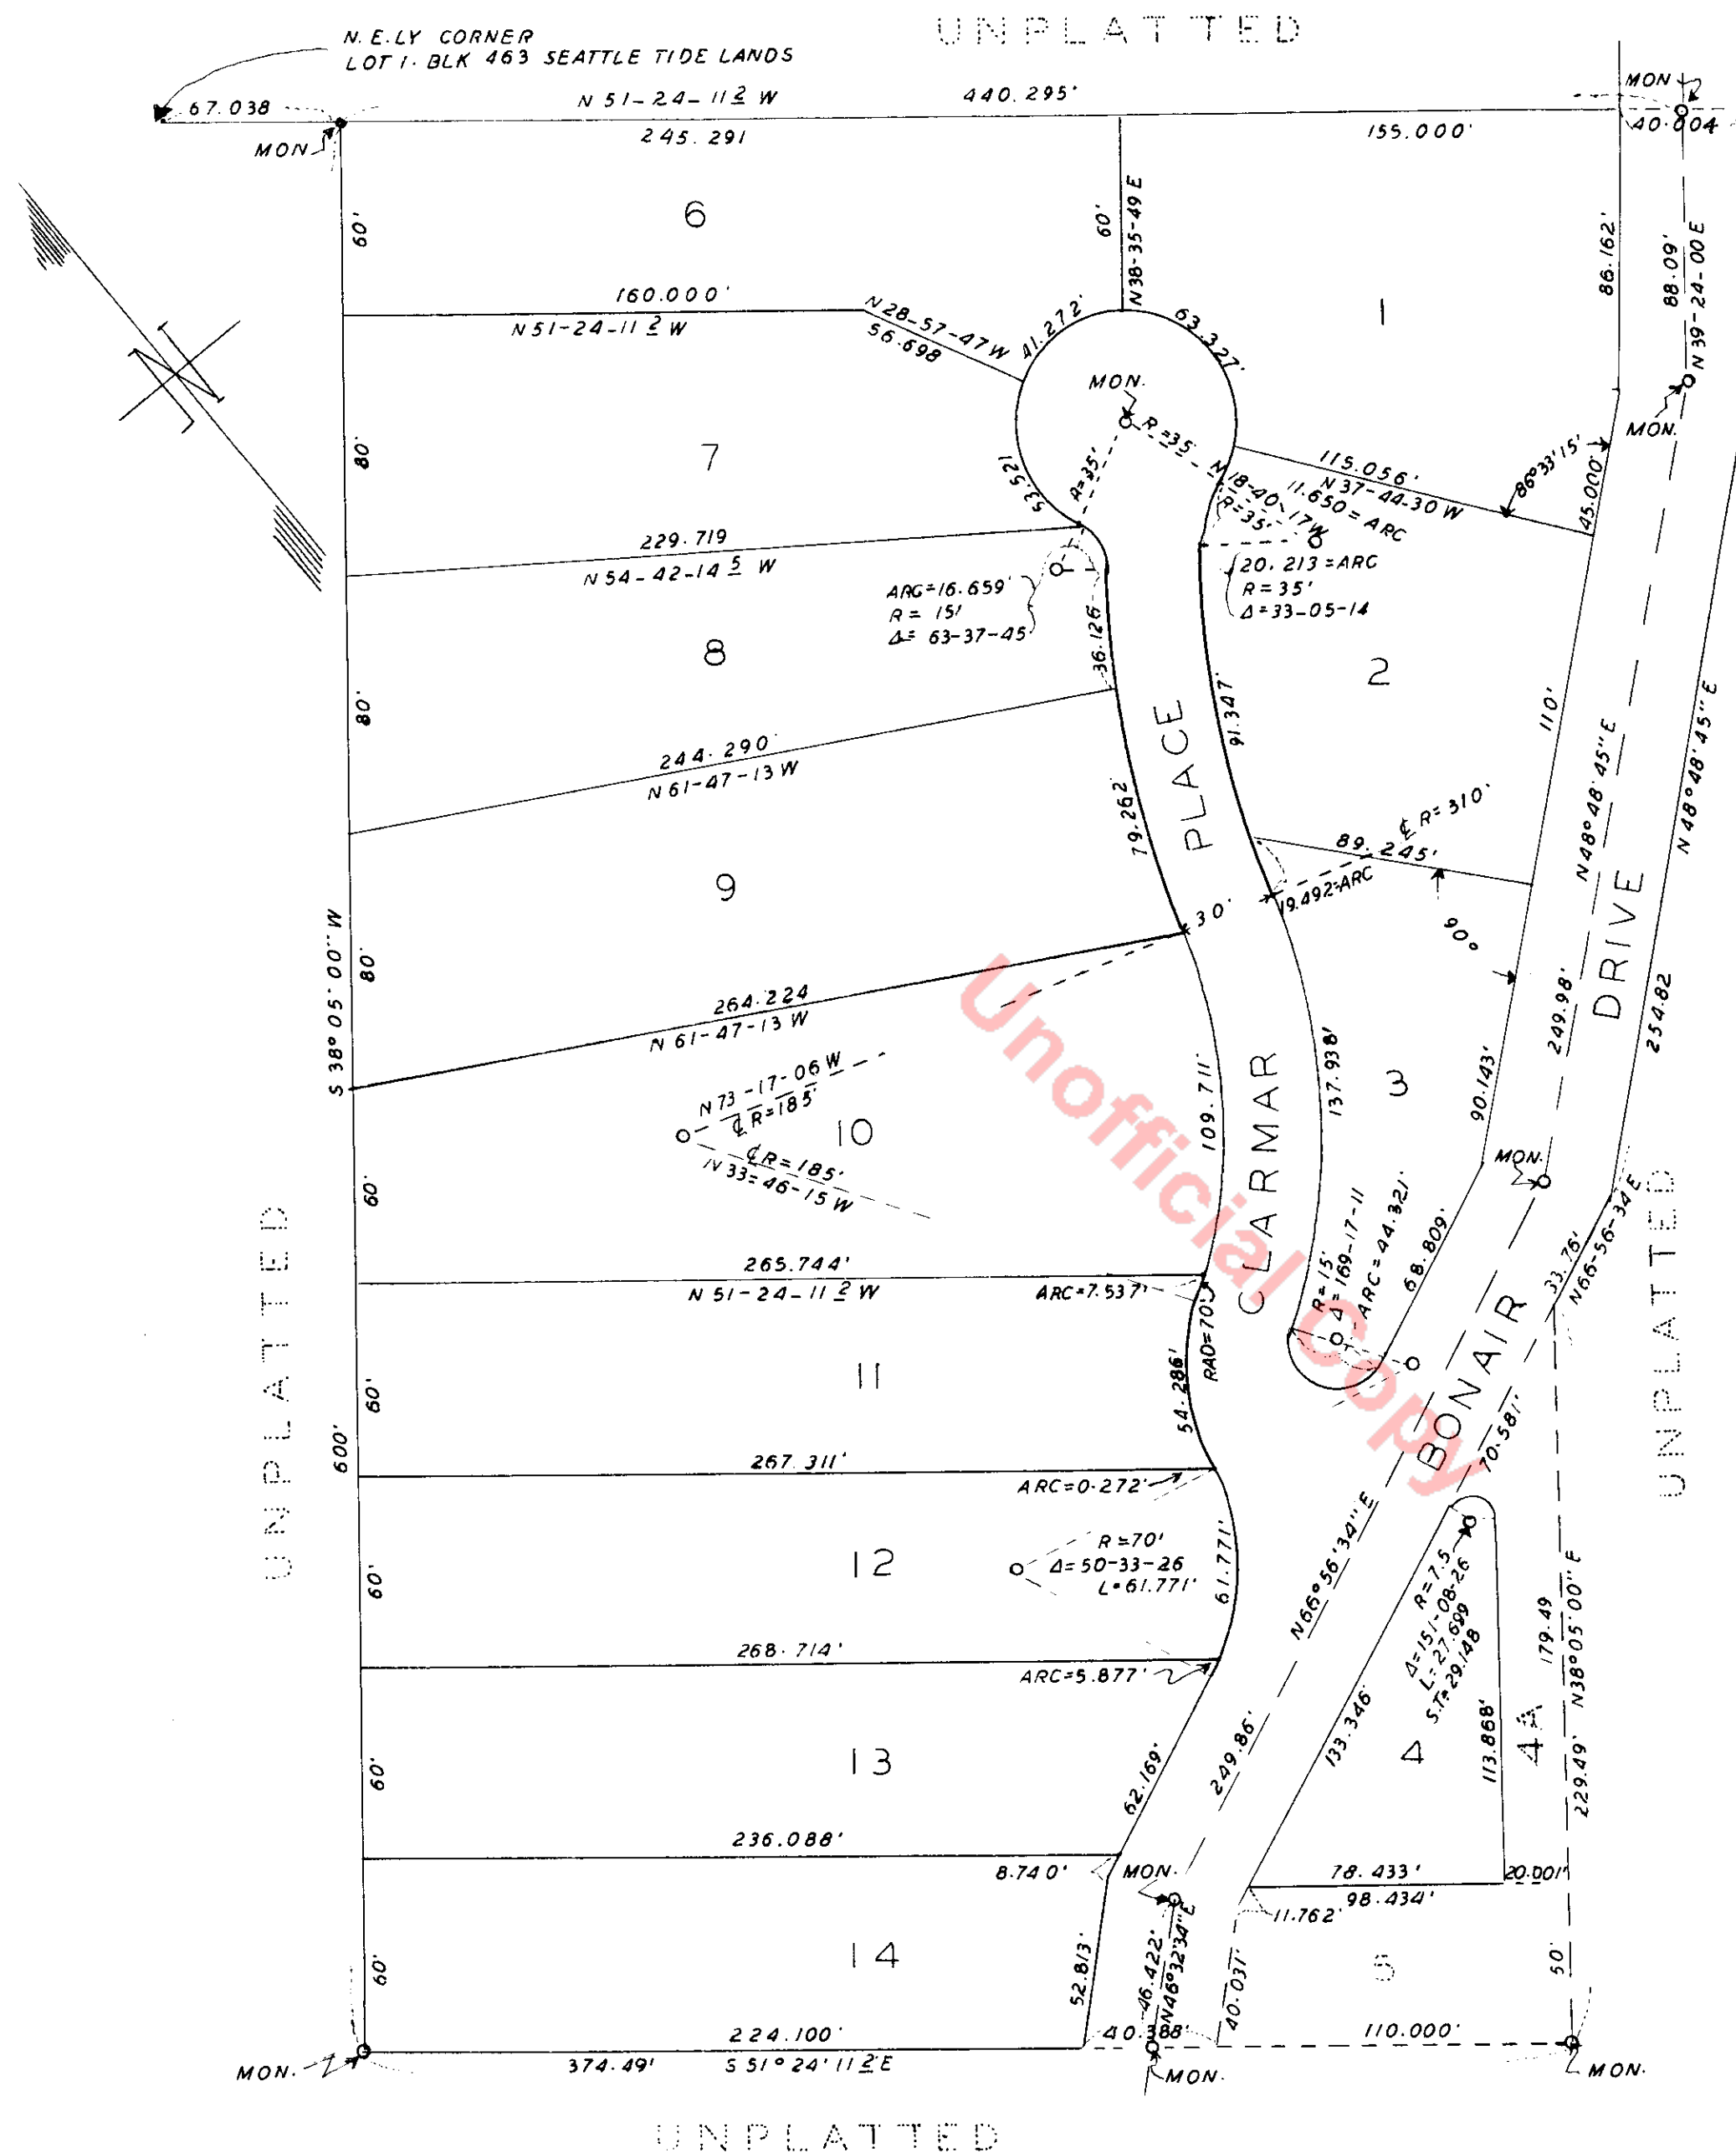 UNPLATTED
N.E.LY CORNER
LOT 1. BLK 463 SEATTLE TIDE LANDS
67.038
N 51-24-11 2 W
440.295'
MON
40.004
245.291
155.000'
MON.
60'
6
60'
N38-35-49 E
1
86.162'
88.09'
N 39-24-00 E
160.000'
N 51-24-11 2 W
N 28-57-47 W
56.698
41.272'
63.327'
MON.
MON.
R=35'
R=35'
80'
7
53.521
115.056'
N 37-44-30 W
86°33'15"
45.000'
N 18-40-17W
11.650 = ARC
R=35'
229.719
N 54-42-14 5 W
ARC=16.659'
R = 15'
Δ= 63-37-45
20.213 = ARC
R = 35'
Δ=33-05-14
36.126
80'
8
2
91.347'
110'
N48°48'45"E
N 48°48'45" E
244.290
N 61-47-13 W
79.262'
PLACE
¢ R=310'
89.245'
19.492=ARC
30'
90°
DRIVE
9
80'
S 38°05'00" W
264.224
N 61-47-13 W
249.98'
254.82
Unofficial Copy
N 73-17-06 W
¢ R=185'
10
¢ R=185'
N 33-46-15 W
109.711'
CLARMAR
137.938'
3
90.143'
MON.
60'
UNPLATTED
UNPLATTED
265.744'
N 51-24-11 2 W
ARC=7.537'
RAD=70'
R=15'
Δ=169-17-11
ARC=44.321'
68.809'
33.76'
N66-56-34 E
60'
11
54.286'
BONAIR
70.581'
600'
267.311'
ARC=0.272'
60'
12
R=70'
Δ=50-33-26
L=61.771'
61.771'
N66°56'34"E
R=7.5
Δ=151-08-26
L=27.699
S.T=29.148
179.49
N38°05'00"E
268.714'
ARC=5.877'
60'
13
62.169'
249.86'
133.346
4
113.868'
4A
229.49'
236.088'
8.740'
MON.
78.433'
20.001'
98.434'
11.762'
60'
14
52.813'
46.422'
N46°32'34"E
40.031'
5
50'
224.100'
40.388'
110.000'
374.49'
S 51°24'11 2 E
MON.
MON.
MON.
UNPLATTED